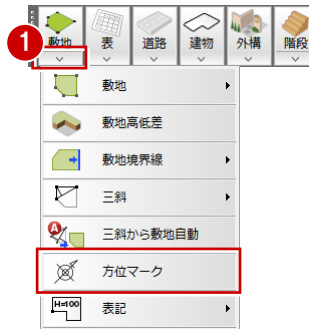 1
敷地 表 道路 建物 外構 階段
敷地
敷地高低差
敷地境界線
三斜
A 三斜から敷地自動
方位マーク
H=100 表記